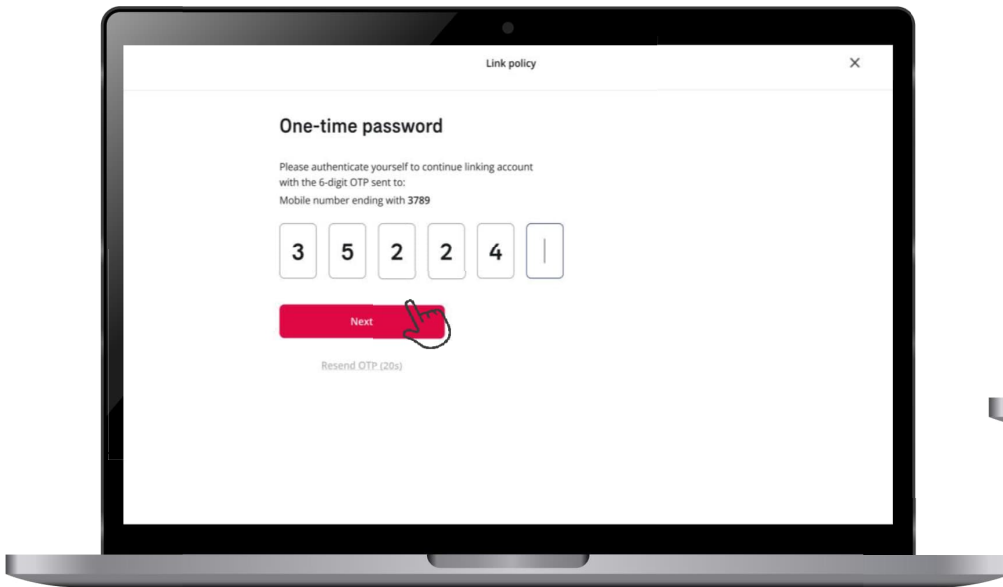 Link policy
One-time password
Please authenticate yourself to continue linking account
with the 6-digit OTP sent to:
Mobile number ending with 3789
3 5 2 2 4
Next
Resend OTP (20s)